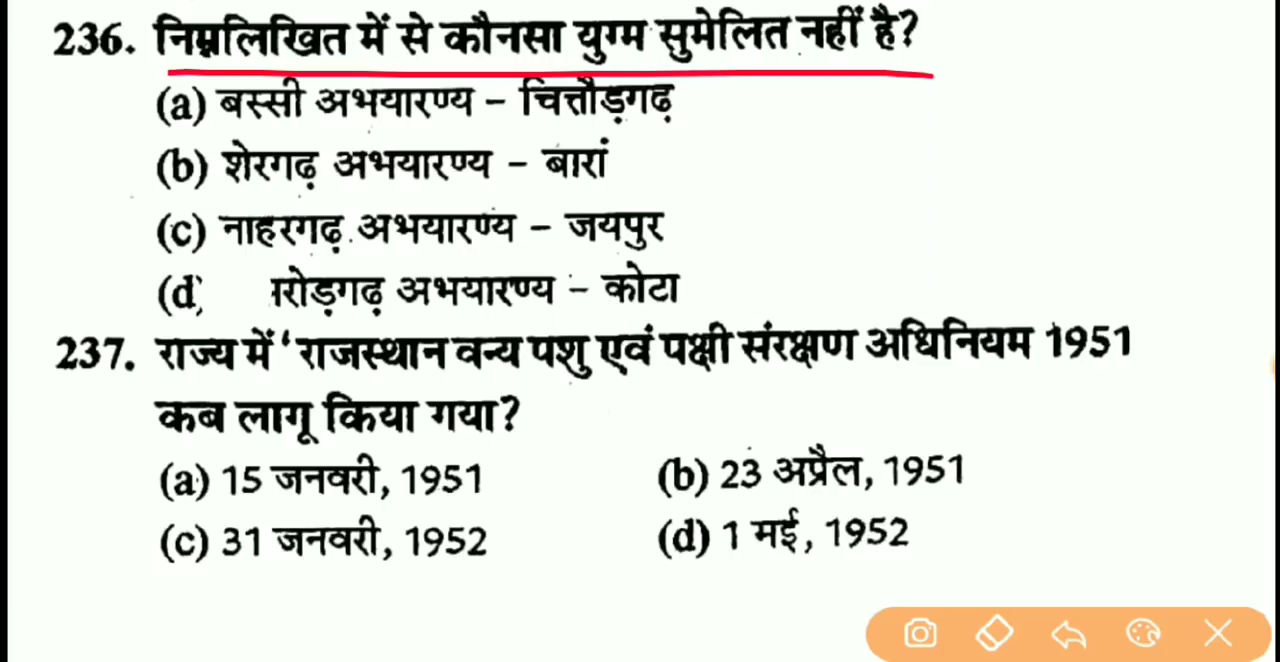 236. निम्नलिखित में से कौनसा युग्म सुमेलित नहीं है?
(a) बस्सी अभयारण्य – चित्तौड़गढ़
(b) शेरगढ़ अभयारण्य – बारां
(c) नाहरगढ़ अभयारण्य – जयपुर
(d) अभयारण्य – कोटा
237. राज्य में ‘राजस्थान वन्य पशु एवं पक्षी संरक्षण अधिनियम 1951
कब लागू किया गया?
(a) 15 जनवरी, 1951 (b) 23 अप्रैल, 1951
(c) 31 जनवरी, 1952 (d) 1 मई, 1952